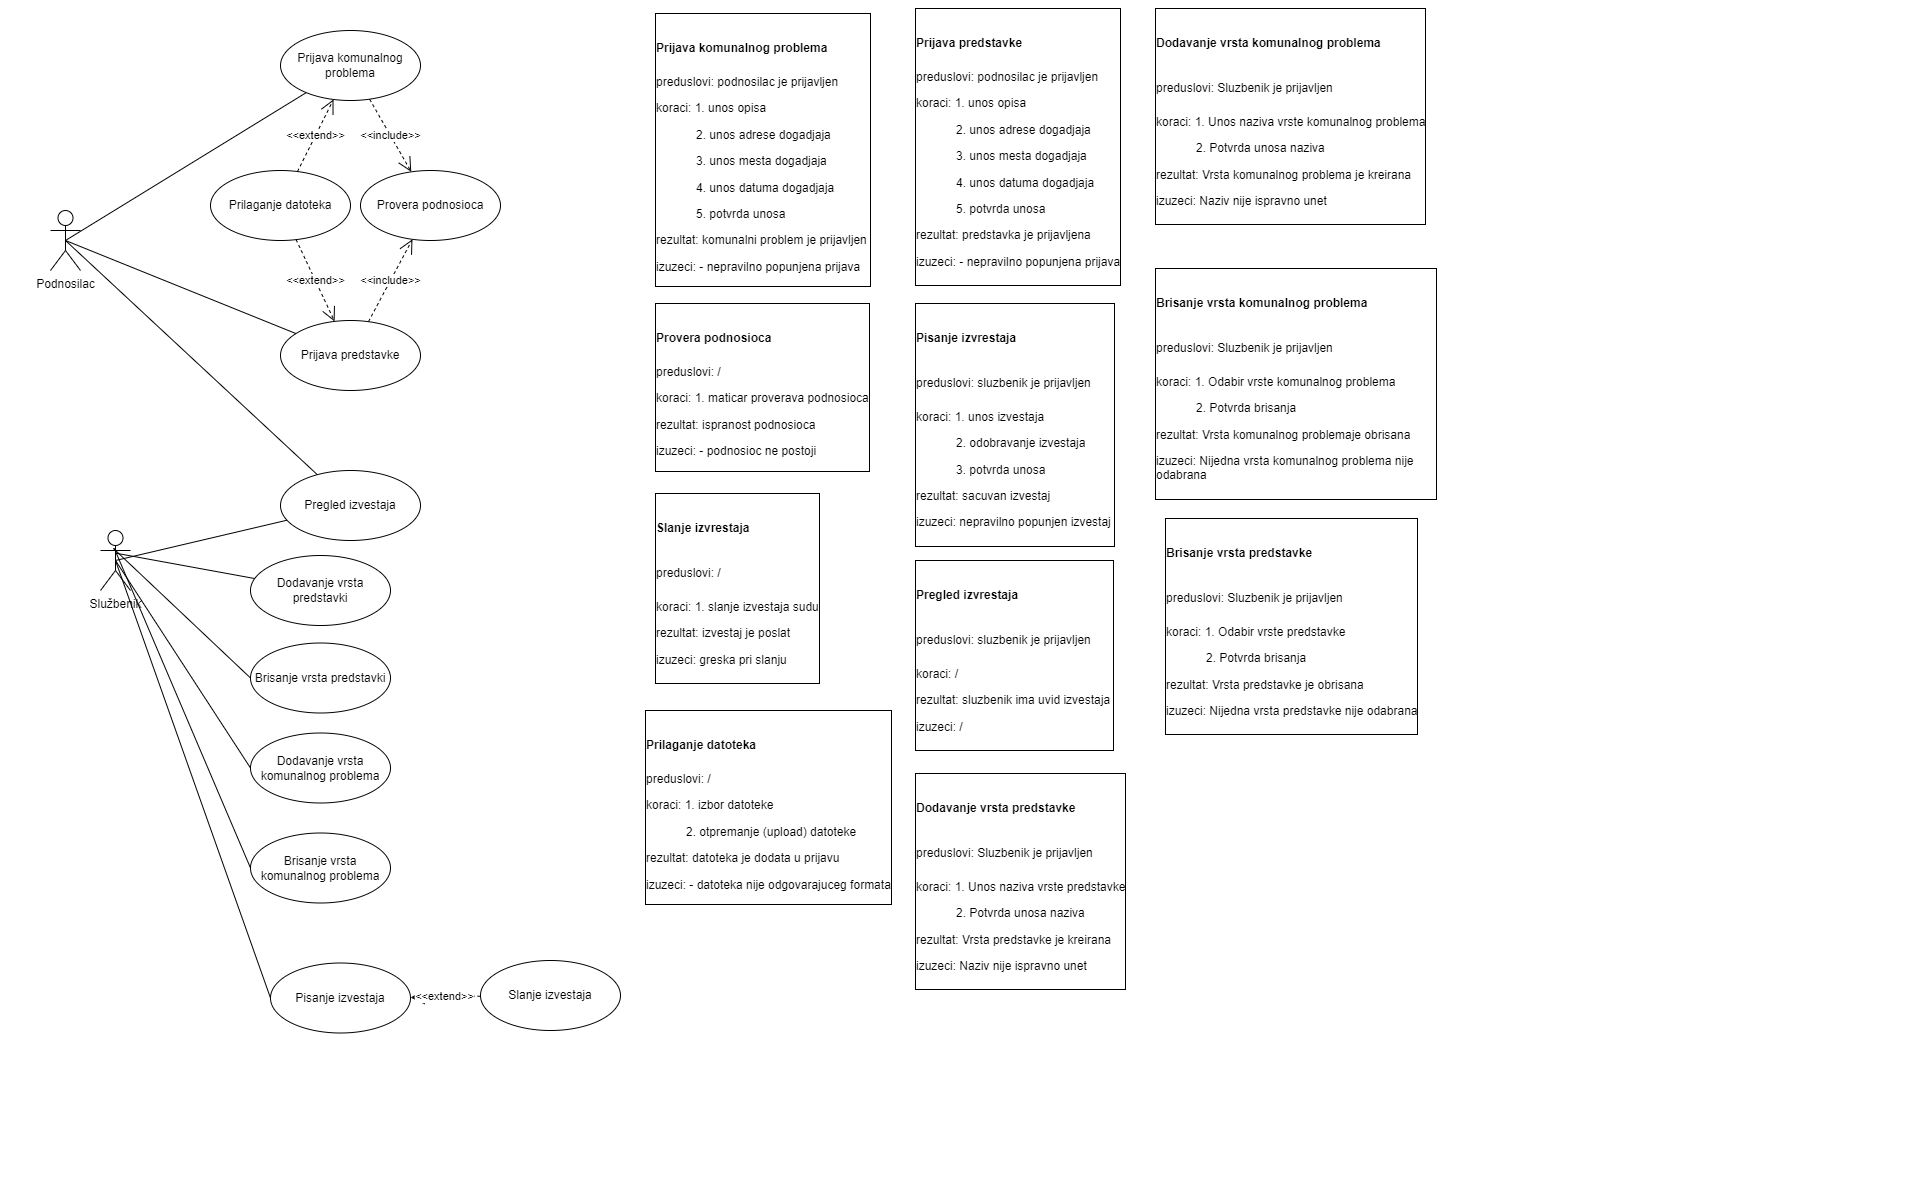 Prijava komunalnog
problema
<<extend>>
<<include>>
Prilaganje datoteka
Provera podnosioca
Podnosilac
<<extend>>
<<include>>
Prijava predstavke
Pregled izvestaja
Službenik
Dodavanje vrsta
predstavki
Brisanje vrsta predstavki
Dodavanje vrsta
komunalnog problema
Brisanje vrsta
komunalnog problema
Pisanje izvestaja
<<extend>>
Slanje izvestaja
Prijava komunalnog problema
preduslovi: podnosilac je prijavljen
koraci: 1. unos opisa
2. unos adrese dogadjaja
3. unos mesta dogadjaja
4. unos datuma dogadjaja
5. potvrda unosa
rezultat: komunalni problem je prijavljen
izuzeci: - nepravilno popunjena prijava
Provera podnosioca
preduslovi: /
koraci: 1. maticar proverava podnosioca
rezultat: ispranost podnosioca
izuzeci: - podnosioc ne postoji
Slanje izvrestaja
preduslovi: /
koraci: 1. slanje izvestaja sudu
rezultat: izvestaj je poslat
izuzeci: greska pri slanju
Prilaganje datoteka
preduslovi: /
koraci: 1. izbor datoteke
2. otpremanje (upload) datoteke
rezultat: datoteka je dodata u prijavu
izuzeci: - datoteka nije odgovarajuceg formata
Prijava predstavke
preduslovi: podnosilac je prijavljen
koraci: 1. unos opisa
2. unos adrese dogadjaja
3. unos mesta dogadjaja
4. unos datuma dogadjaja
5. potvrda unosa
rezultat: predstavka je prijavljena
izuzeci: - nepravilno popunjena prijava
Pisanje izvrestaja
preduslovi: sluzbenik je prijavljen
koraci: 1. unos izvestaja
2. odobravanje izvestaja
3. potvrda unosa
rezultat: sacuvan izvestaj
izuzeci: nepravilno popunjen izvestaj
Pregled izvrestaja
preduslovi: sluzbenik je prijavljen
koraci: /
rezultat: sluzbenik ima uvid izvestaja
izuzeci: /
Dodavanje vrsta predstavke
preduslovi: Sluzbenik je prijavljen
koraci: 1. Unos naziva vrste predstavke
2. Potvrda unosa naziva
rezultat: Vrsta predstavke je kreirana
izuzeci: Naziv nije ispravno unet
Dodavanje vrsta komunalnog problema
preduslovi: Sluzbenik je prijavljen
koraci: 1. Unos naziva vrste komunalnog problema
2. Potvrda unosa naziva
rezultat: Vrsta komunalnog problema je kreirana
izuzeci: Naziv nije ispravno unet
Brisanje vrsta komunalnog problema
preduslovi: Sluzbenik je prijavljen
koraci: 1. Odabir vrste komunalnog problema
2. Potvrda brisanja
rezultat: Vrsta komunalnog problemaje obrisana
izuzeci: Nijedna vrsta komunalnog problema nije
odabrana
Brisanje vrsta predstavke
preduslovi: Sluzbenik je prijavljen
koraci: 1. Odabir vrste predstavke
2. Potvrda brisanja
rezultat: Vrsta predstavke je obrisana
izuzeci: Nijedna vrsta predstavke nije odabrana